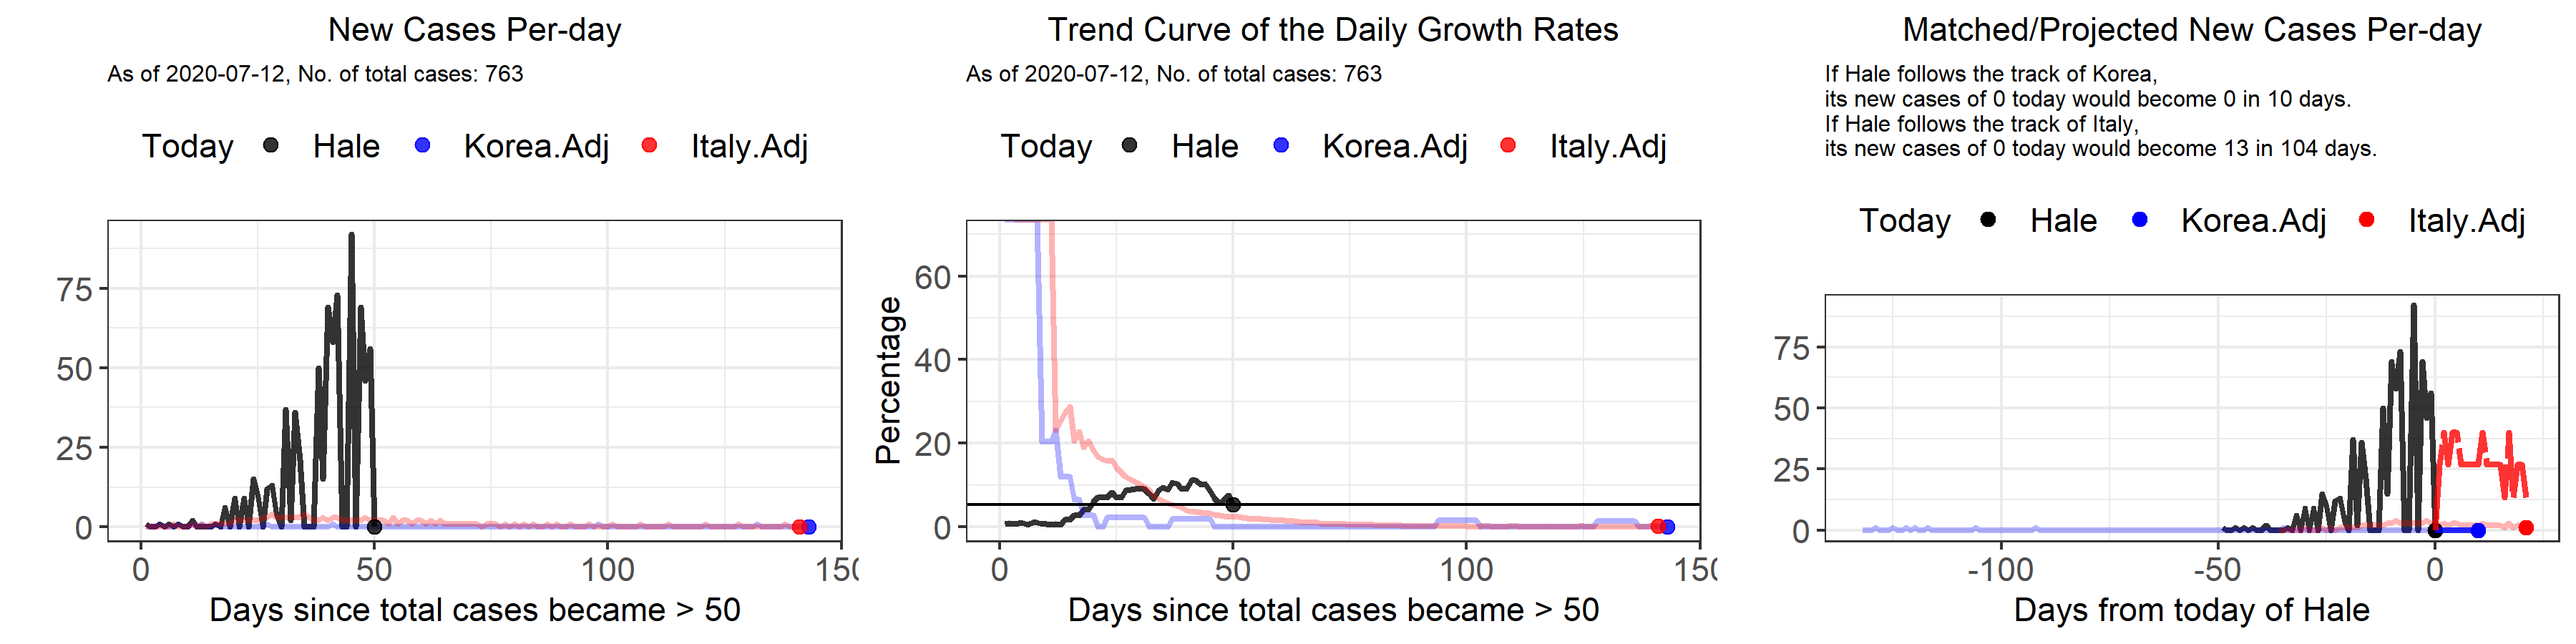 New Cases Per-day
As of 2020-07-12, No. of total cases: 763
Today Hale Korea.Adj Italy.Adj
75
50
25
0
0 50 100 150
Days since total cases became > 50
Trend Curve of the Daily Growth Rates
As of 2020-07-12, No. of total cases: 763
Today Hale Korea.Adj Italy.Adj
Percentage
60
40
20
0
0 50 100 150
Days since total cases became > 50
Matched/Projected New Cases Per-day
If Hale follows the track of Korea,
its new cases of 0 today would become 0 in 10 days.
If Hale follows the track of Italy,
its new cases of 0 today would become 13 in 104 days.
Today Hale Korea.Adj Italy.Adj
75
50
25
0
-100 -50 0
Days from today of Hale